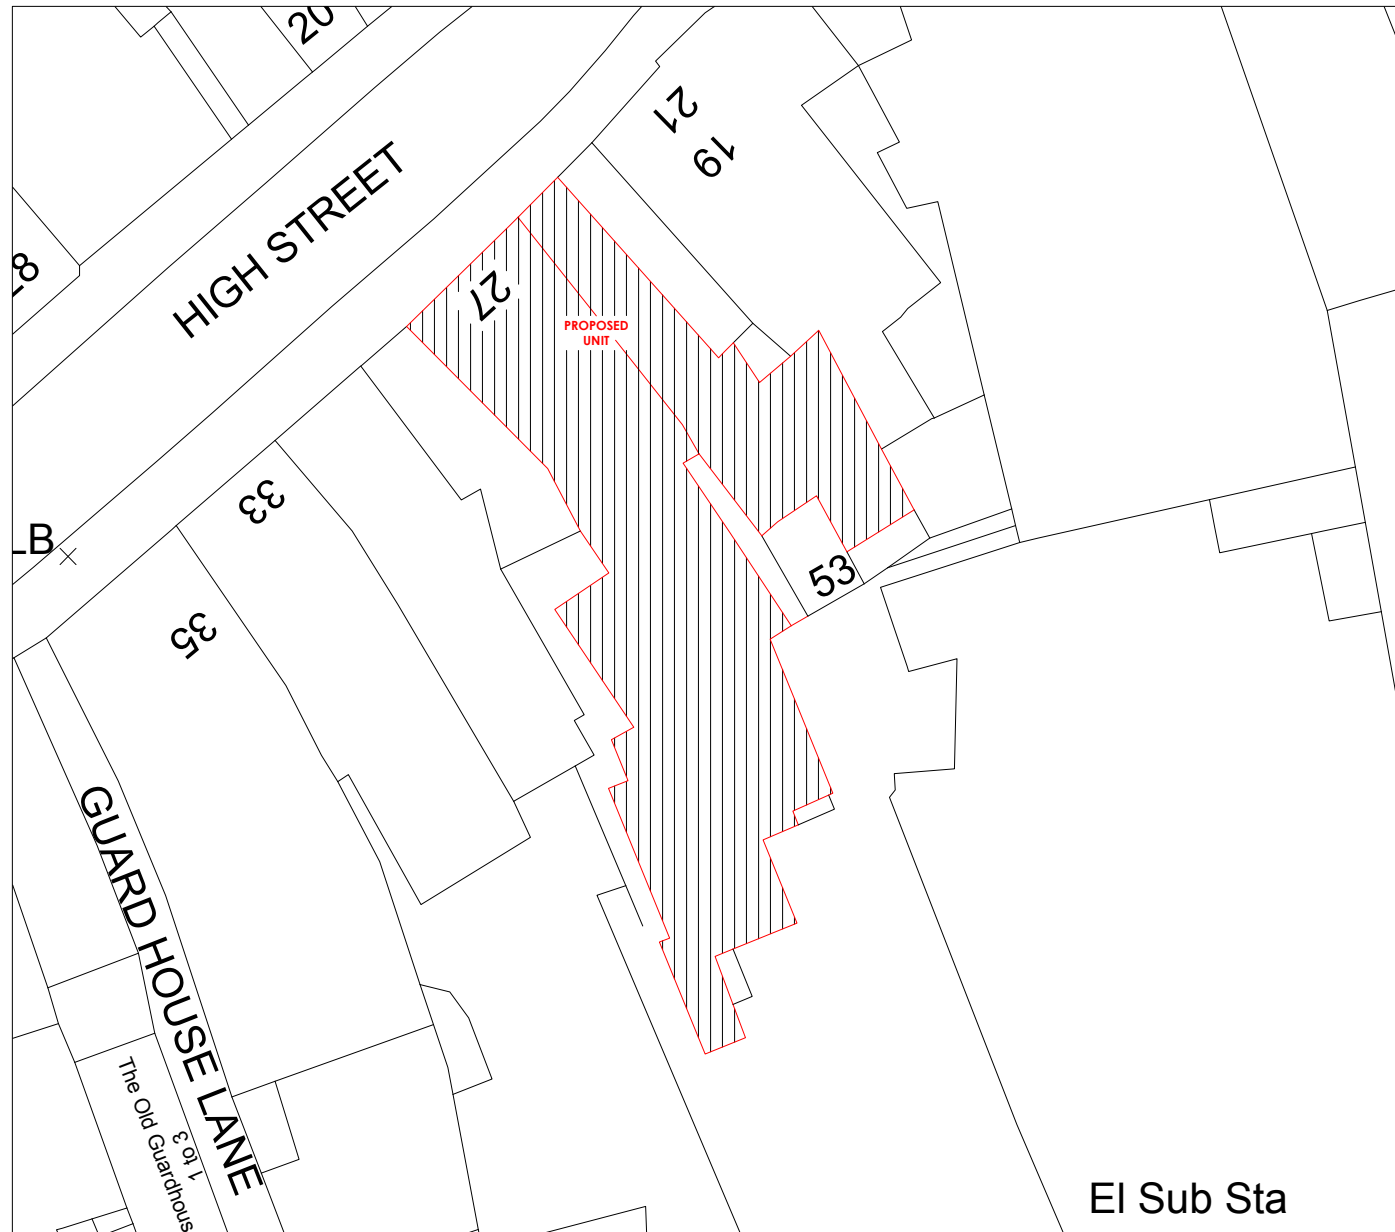 20
21
19
HIGH STREET
27
PROPOSED
UNIT
33
LB
53
35
GUARD HOUSE LANE
The Old Guardhous
1 to 3
El Sub Sta